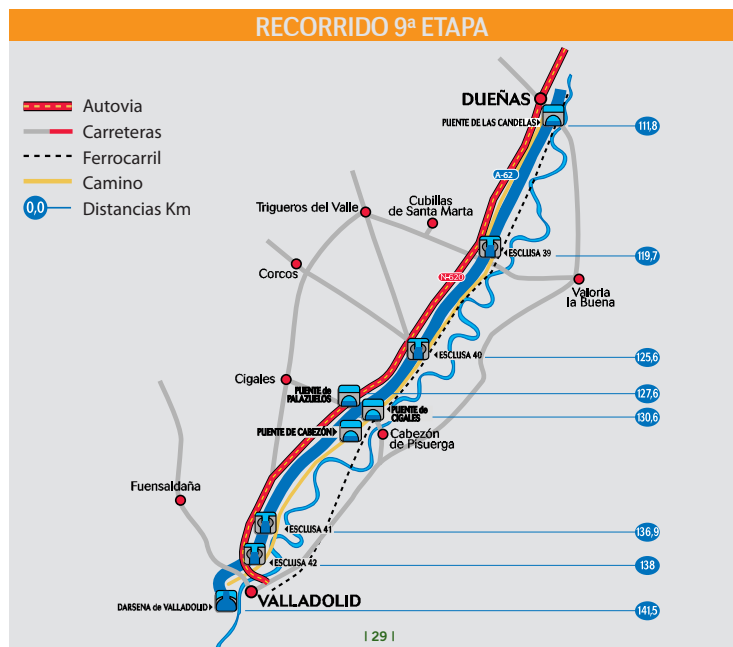 RECORRIDO 9ª ETAPA
Autovia
Carreteras
Ferrocarril
Camino
0,0 Distancias Km
DUEÑAS
PUENTE DE LAS CANDELAS
111,8
A-62
Cubillas
de Santa Marta
Trigueros del Valle
ESCLUSA 39
119,7
Corcos
N-620
Valoria
la Buena
ESCLUSA 40
125,6
Cigales
PUENTE de
PALAZUELOS
127,6
PUENTE de
CIGALES
130,6
PUENTE DE CABEZÓN
Cabezón
de Pisuerga
Fuensaldaña
ESCLUSA 41
136,9
ESCLUSA 42
138
VALLADOLID
DARSENA de VALLADOLID
141,5
| 29 |